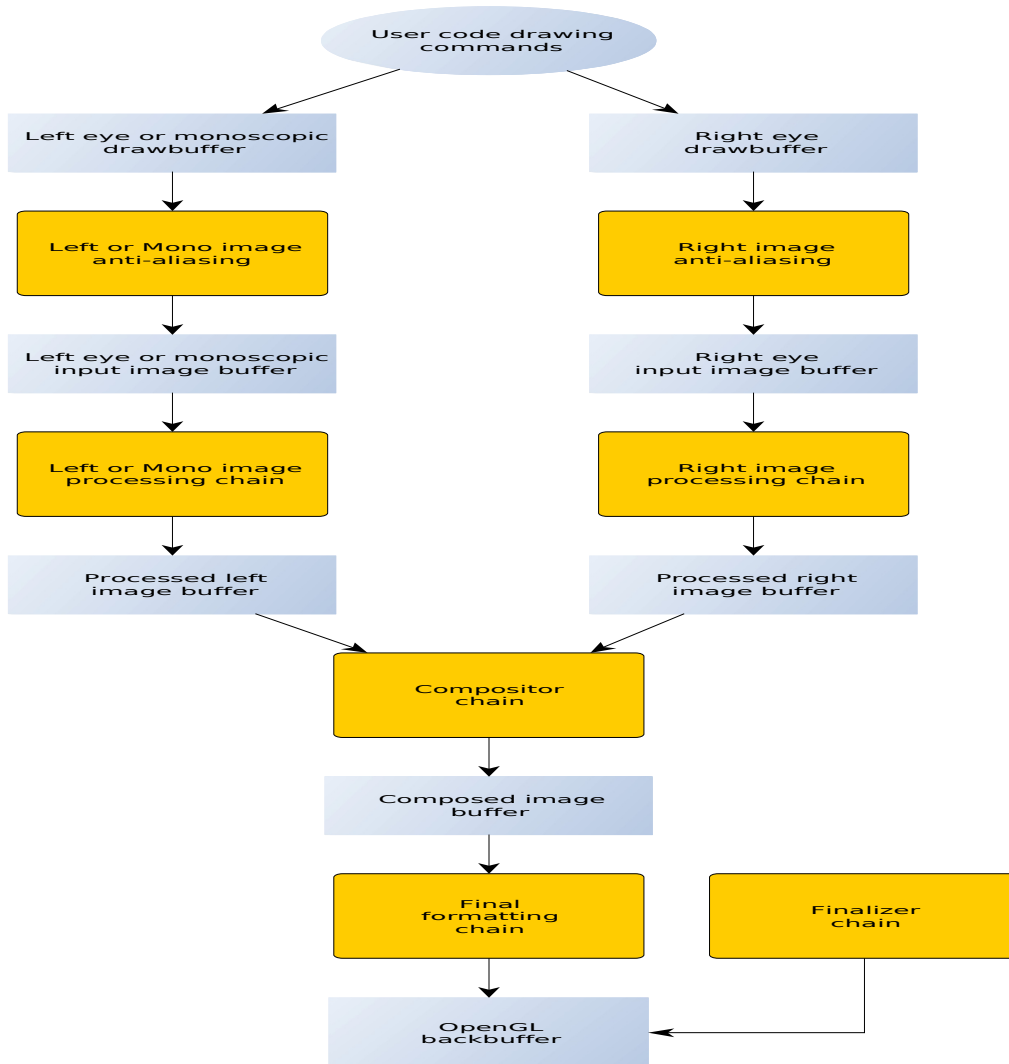 User code drawing
commands
Left eye or monoscopic
drawbuffer
Right eye
drawbuffer
Left or Mono image
anti-aliasing
Right image
anti-aliasing
Left eye or monoscopic
input image buffer
Right eye
input image buffer
Left or Mono image
processing chain
Right image
processing chain
Processed left
image buffer
Processed right
image buffer
Compositor
chain
Composed image
buffer
Final
formatting
chain
Finalizer
chain
OpenGL
backbuffer